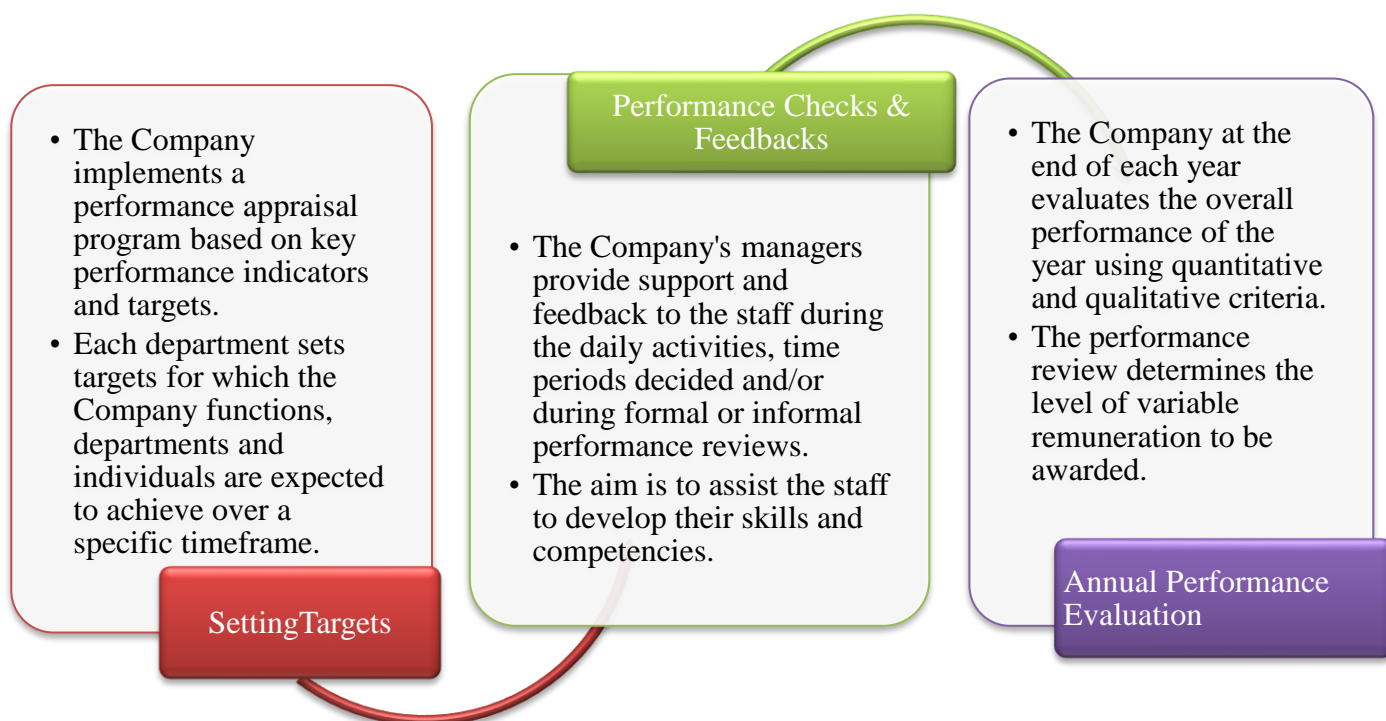 • The Company
implements a
performance appraisal
program based on key
performance indicators
and targets.
• Each department sets
targets for which the
Company functions,
departments and
individuals are expected
to achieve over a
specific timeframe.
SettingTargets
Performance Checks &
Feedbacks
• The Company's managers
provide support and
feedback to the staff during
the daily activities, time
periods decided and/or
during formal or informal
performance reviews.
• The aim is to assist the staff
to develop their skills and
competencies.
• The Company at the
end of each year
evaluates the overall
performance of the
year using quantitative
and qualitative criteria.
• The performance
review determines the
level of variable
remuneration to be
awarded.
Annual Performance
Evaluation